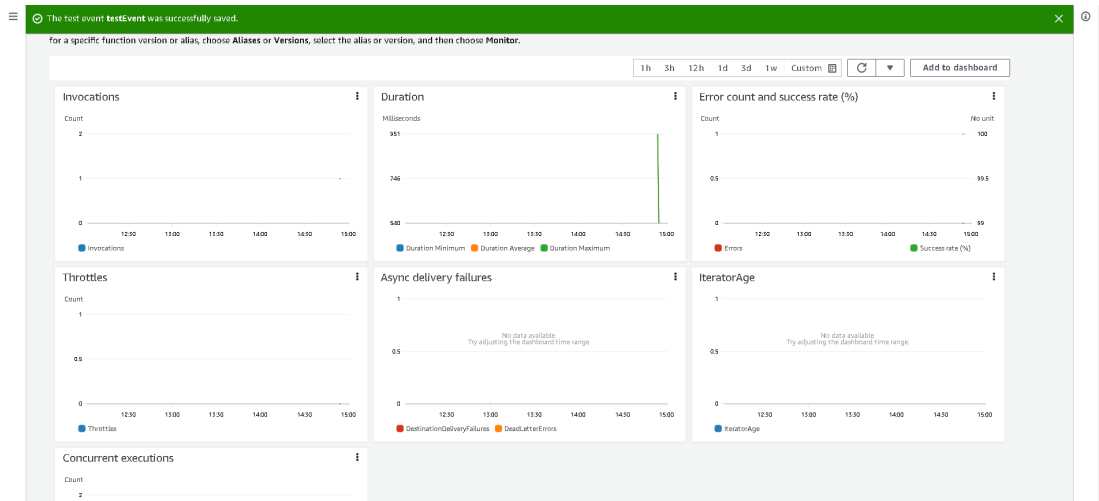 The test event testEvent was successfully saved.
for a specific function version or alias, choose Aliases or Versions, select the alias or version, and then choose Monitor.
1h 3h 12h 1d 3d 1w Custom Add to dashboard
Invocations
Count
2
1
0
12:30 13:00 13:30 14:00 14:30 15:00
Invocations
Duration
Milliseconds
951
746
540
12:30 13:00 13:30 14:00 14:30 15:00
Duration Minimum Duration Average Duration Maximum
Error count and success rate (%)
Count No unit
1 100
0.5 99.5
0 99
12:30 13:00 13:30 14:00 14:30 15:00
Errors Success rate (%)
Throttles
Count
1
0.5
0
12:30 13:00 13:30 14:00 14:30 15:00
Throttles
Async delivery failures
1
No data available.
Try adjusting the dashboard time range.
0.5
0
12:30 13:00 13:30 14:00 14:30 15:00
DestinationDeliveryFailures DeadLetterErrors
IteratorAge
1
No data available.
Try adjusting the dashboard time range.
0.5
0
12:30 13:00 13:30 14:00 14:30 15:00
IteratorAge
Concurrent executions
Count
2